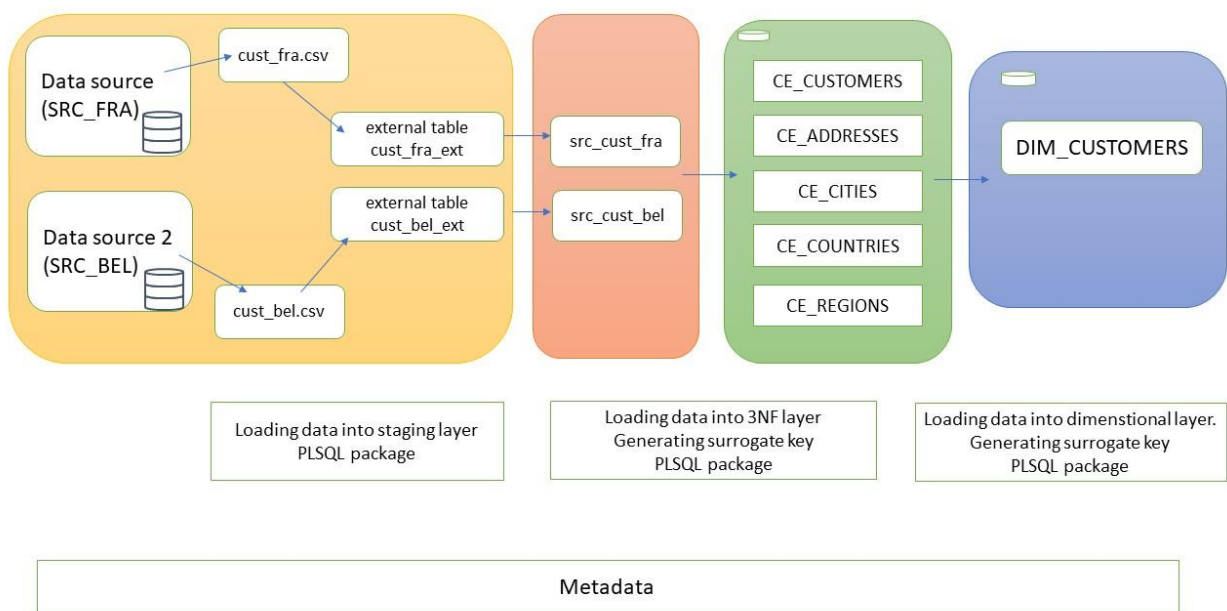 Data source
(SRC_FRA)
cust_fra.csv
external table
cust_fra_ext
Data source 2
(SRC_BEL)
external table
cust_bel_ext
cust_bel.csv
src_cust_fra
src_cust_bel
CE_CUSTOMERS
CE_ADDRESSES
CE_CITIES
CE_COUNTRIES
CE_REGIONS
DIM_CUSTOMERS
Loading data into staging layer
PLSQL package
Loading data into 3NF layer
Generating surrogate key
PLSQL package
Loading data into dimenstional layer.
Generating surrogate key
PLSQL package
Metadata